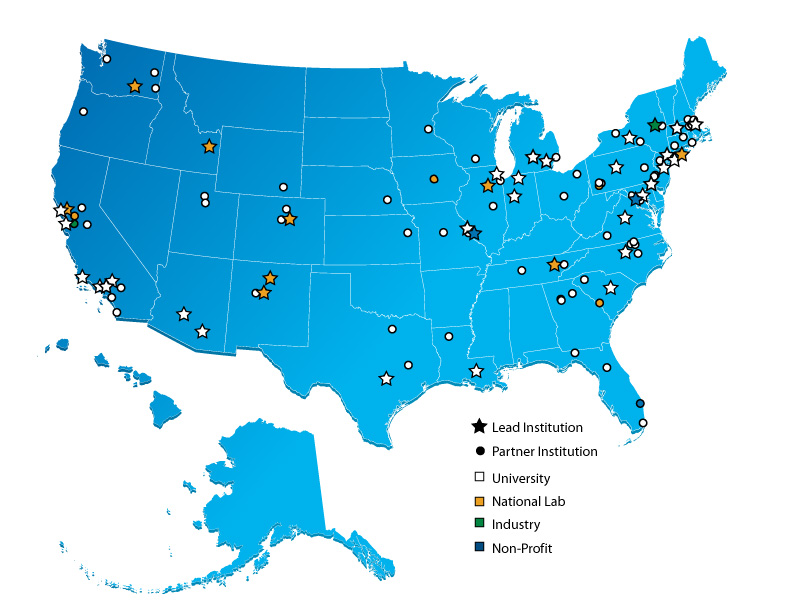 Lead Institution
Partner Institution
University
National Lab
Industry
Non-Profit